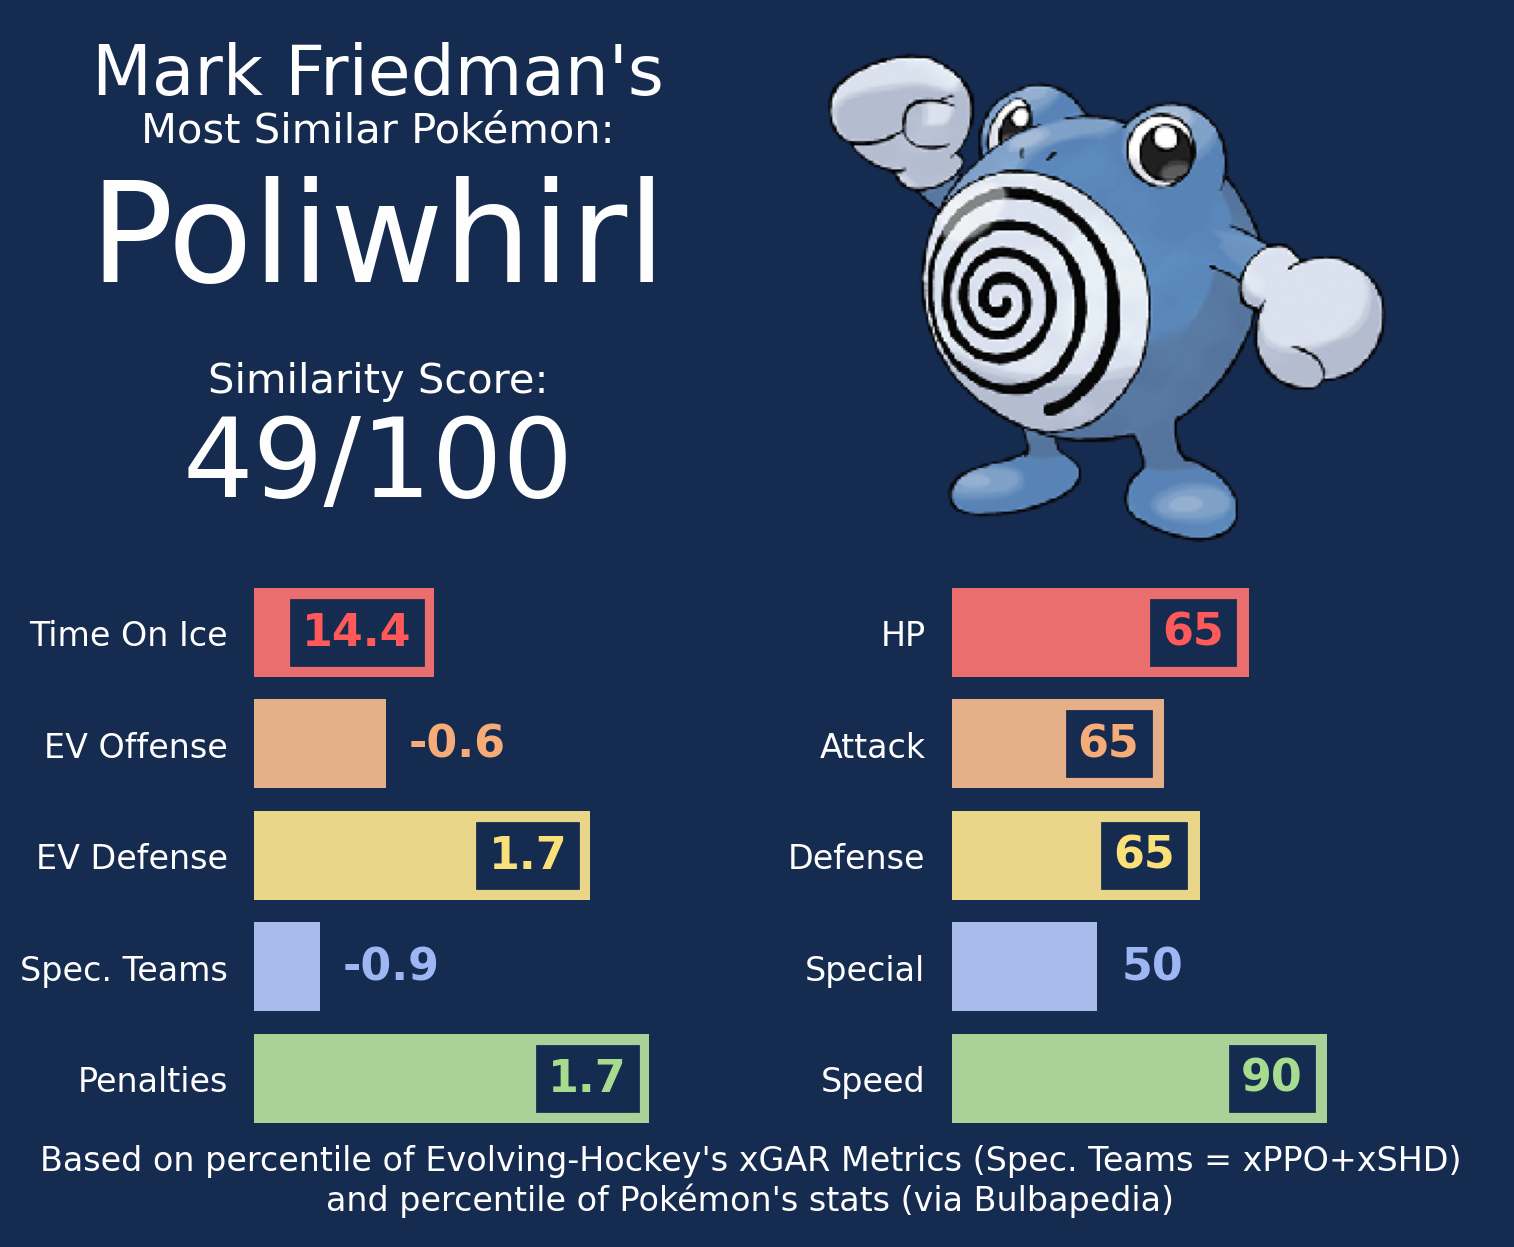 Mark Friedman's
Most Similar Pokémon:
Poliwhirl
Similarity Score:
49/100
Time On Ice 14.4
EV Offense -0.6
EV Defense 1.7
Spec. Teams -0.9
Penalties 1.7
HP 65
Attack 65
Defense 65
Special 50
Speed 90
Based on percentile of Evolving-Hockey's xGAR Metrics (Spec. Teams = xPPO+xSHD)
and percentile of Pokémon's stats (via Bulbapedia)